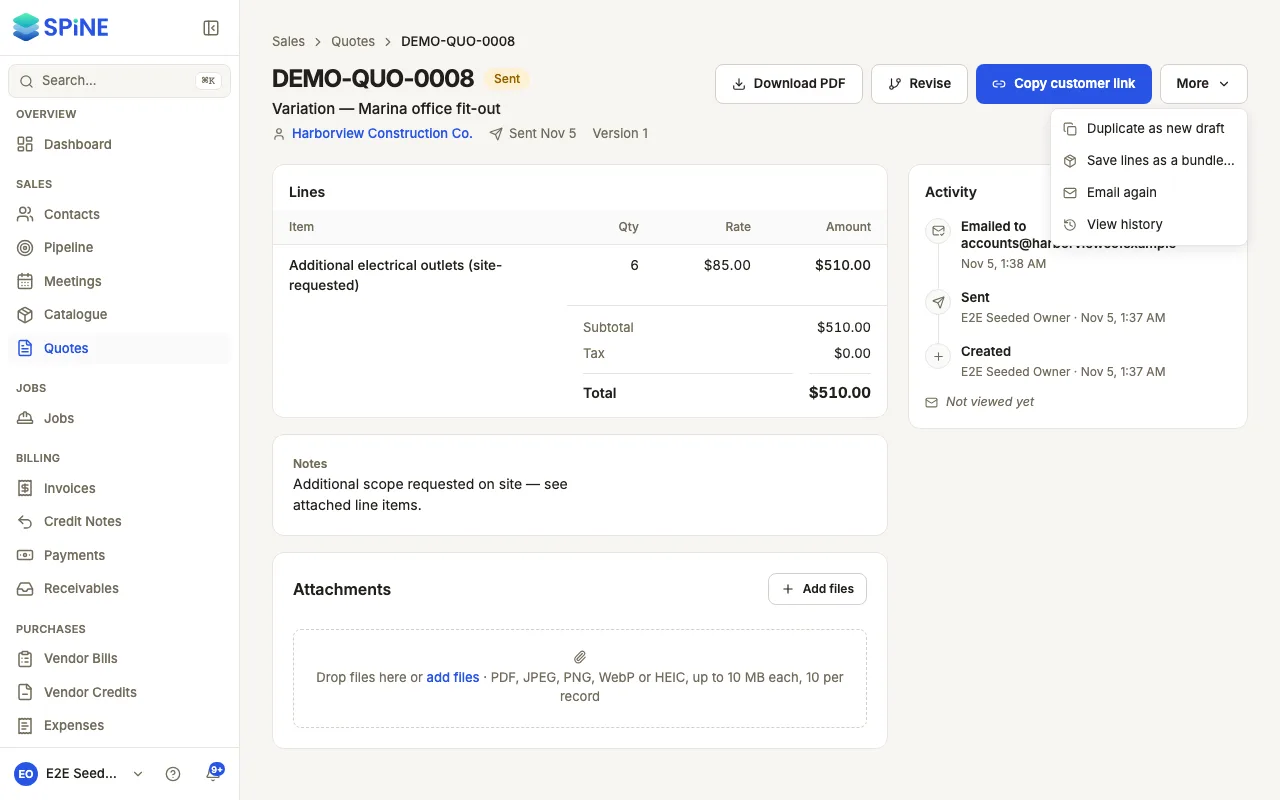 SPiNE
Search...
⌘K
OVERVIEW
Dashboard
SALES
Contacts
Pipeline
Meetings
Catalogue
Quotes
JOBS
Jobs
BILLING
Invoices
Credit Notes
Payments
Receivables
PURCHASES
Vendor Bills
Vendor Credits
Expenses
EO
E2E Seed...
9+
Sales > Quotes > DEMO-QUO-0008
DEMO-QUO-0008 Sent
Variation — Marina office fit-out
Harborview Construction Co. Sent Nov 5 Version 1
Download PDF
Revise
Copy customer link
More
Duplicate as new draft
Save lines as a bundle...
Email again
View history
Lines
Item Qty Rate Amount
Additional electrical outlets (site- 6 $85.00 $510.00
requested)
Subtotal $510.00
Tax $0.00
Total $510.00
Notes
Additional scope requested on site — see
attached line items.
Attachments
Add files
Drop files here or add files · PDF, JPEG, PNG, WebP or HEIC, up to 10 MB each, 10 per
record
Activity
Emailed to
Nov 5, 1:38 AM
Sent
E2E Seeded Owner · Nov 5, 1:37 AM
Created
E2E Seeded Owner · Nov 5, 1:37 AM
Not viewed yet